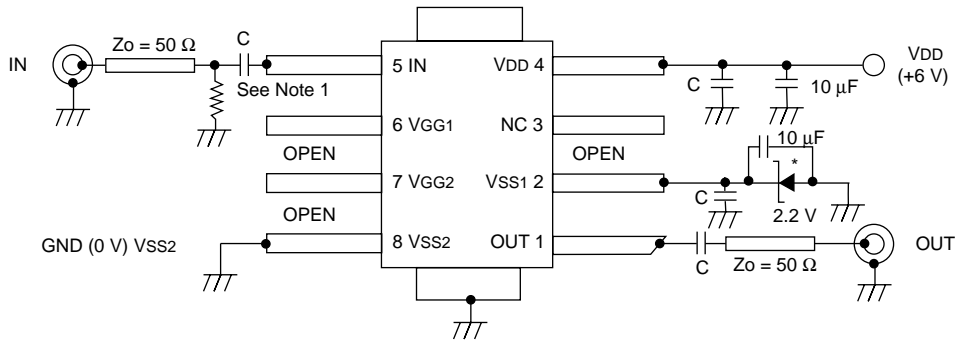 IN
Zo = 50 Ω
C
See Note 1
5 IN
VDD 4
C
10 μF
VDD
(+6 V)
6 VGG1
NC 3
OPEN
OPEN
10 μF
*
7 VGG2
VSS1 2
C
2.2 V
OPEN
GND (0 V) VSS2
8 VSS2
OUT 1
C
Zo = 50 Ω
OUT